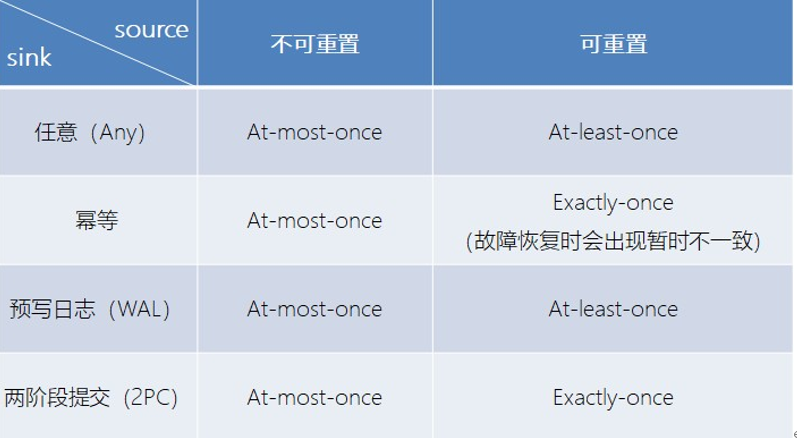 source
sink
不可重置
可重置
任意（Any）
At-most-once
At-least-once
幂等
At-most-once
Exactly-once
（故障恢复时会出现暂时不一致）
预写日志（WAL）
At-most-once
At-least-once
两阶段提交（2PC）
At-most-once
Exactly-once